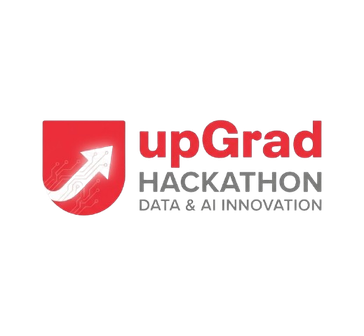 upGrad
HACKATHON
DATA & AI INNOVATION